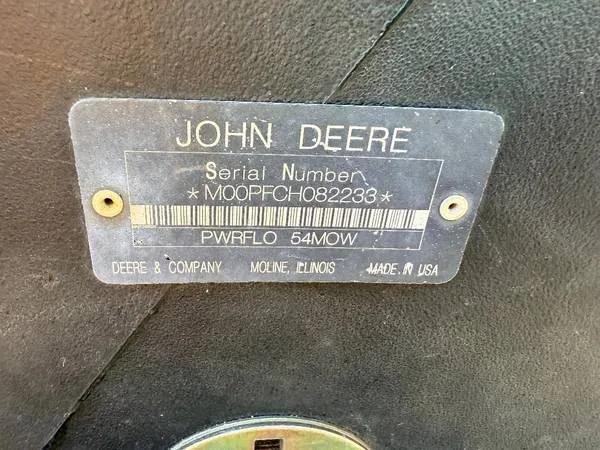 JOHN DEERE
Serial Number
*M00PFCH082233*
PWRFLO 54MOW
DEERE & COMPANY MOLINE, ILLINOIS MADE IN USA